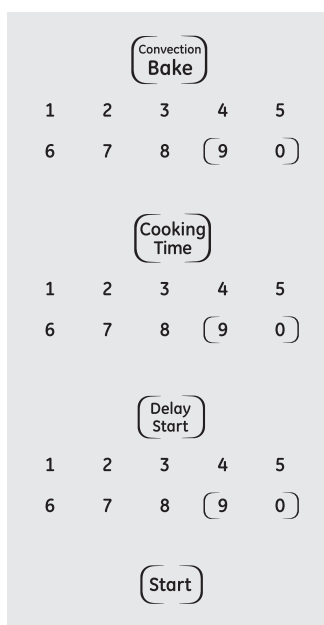 Convection
Bake
1 2 3 4 5
6 7 8 9 0
Cooking
Time
1 2 3 4 5
6 7 8 9 0
Delay
Start
1 2 3 4 5
6 7 8 9 0
Start